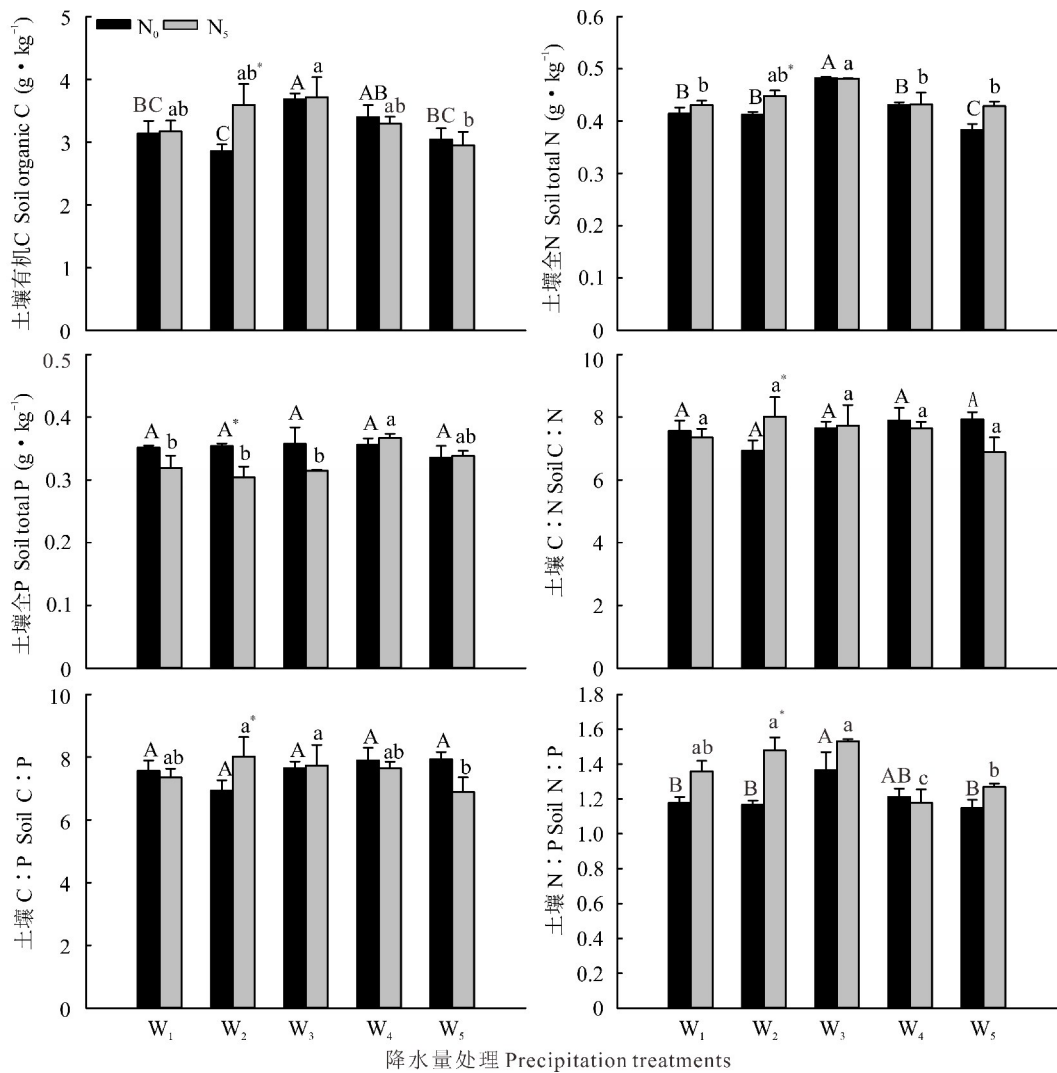 N₀ N₅
土壤有机C Soil organic C (g·kg⁻¹)
5
4
3
2
1
0
BC ab
C ab*
A a
AB ab
BC b
土壤全N Soil total N (g·kg⁻¹)
0.6
0.5
0.4
0.3
0.2
0.1
0
B b
B ab*
A a
B b
C b
土壤全P Soil total P (g·kg⁻¹)
0.5
0.4
0.3
0.2
0.1
0
A b
A* b
A b
A a
A ab
土壤 C∶N Soil C∶N
10
8
6
4
2
0
A a
A a*
A a
A a
A a
土壤 C∶P Soil C∶P
10
8
6
4
2
0
A ab
A a*
A a
A ab
A b
W₁ W₂ W₃ W₄ W₅
土壤 N∶P Soil N∶P
1.8
1.6
1.4
1.2
1.0
0.8
0.6
0.4
0.2
0
B ab
B a*
A a
AB c
B b
W₁ W₂ W₃ W₄ W₅
降水量处理 Precipitation treatments